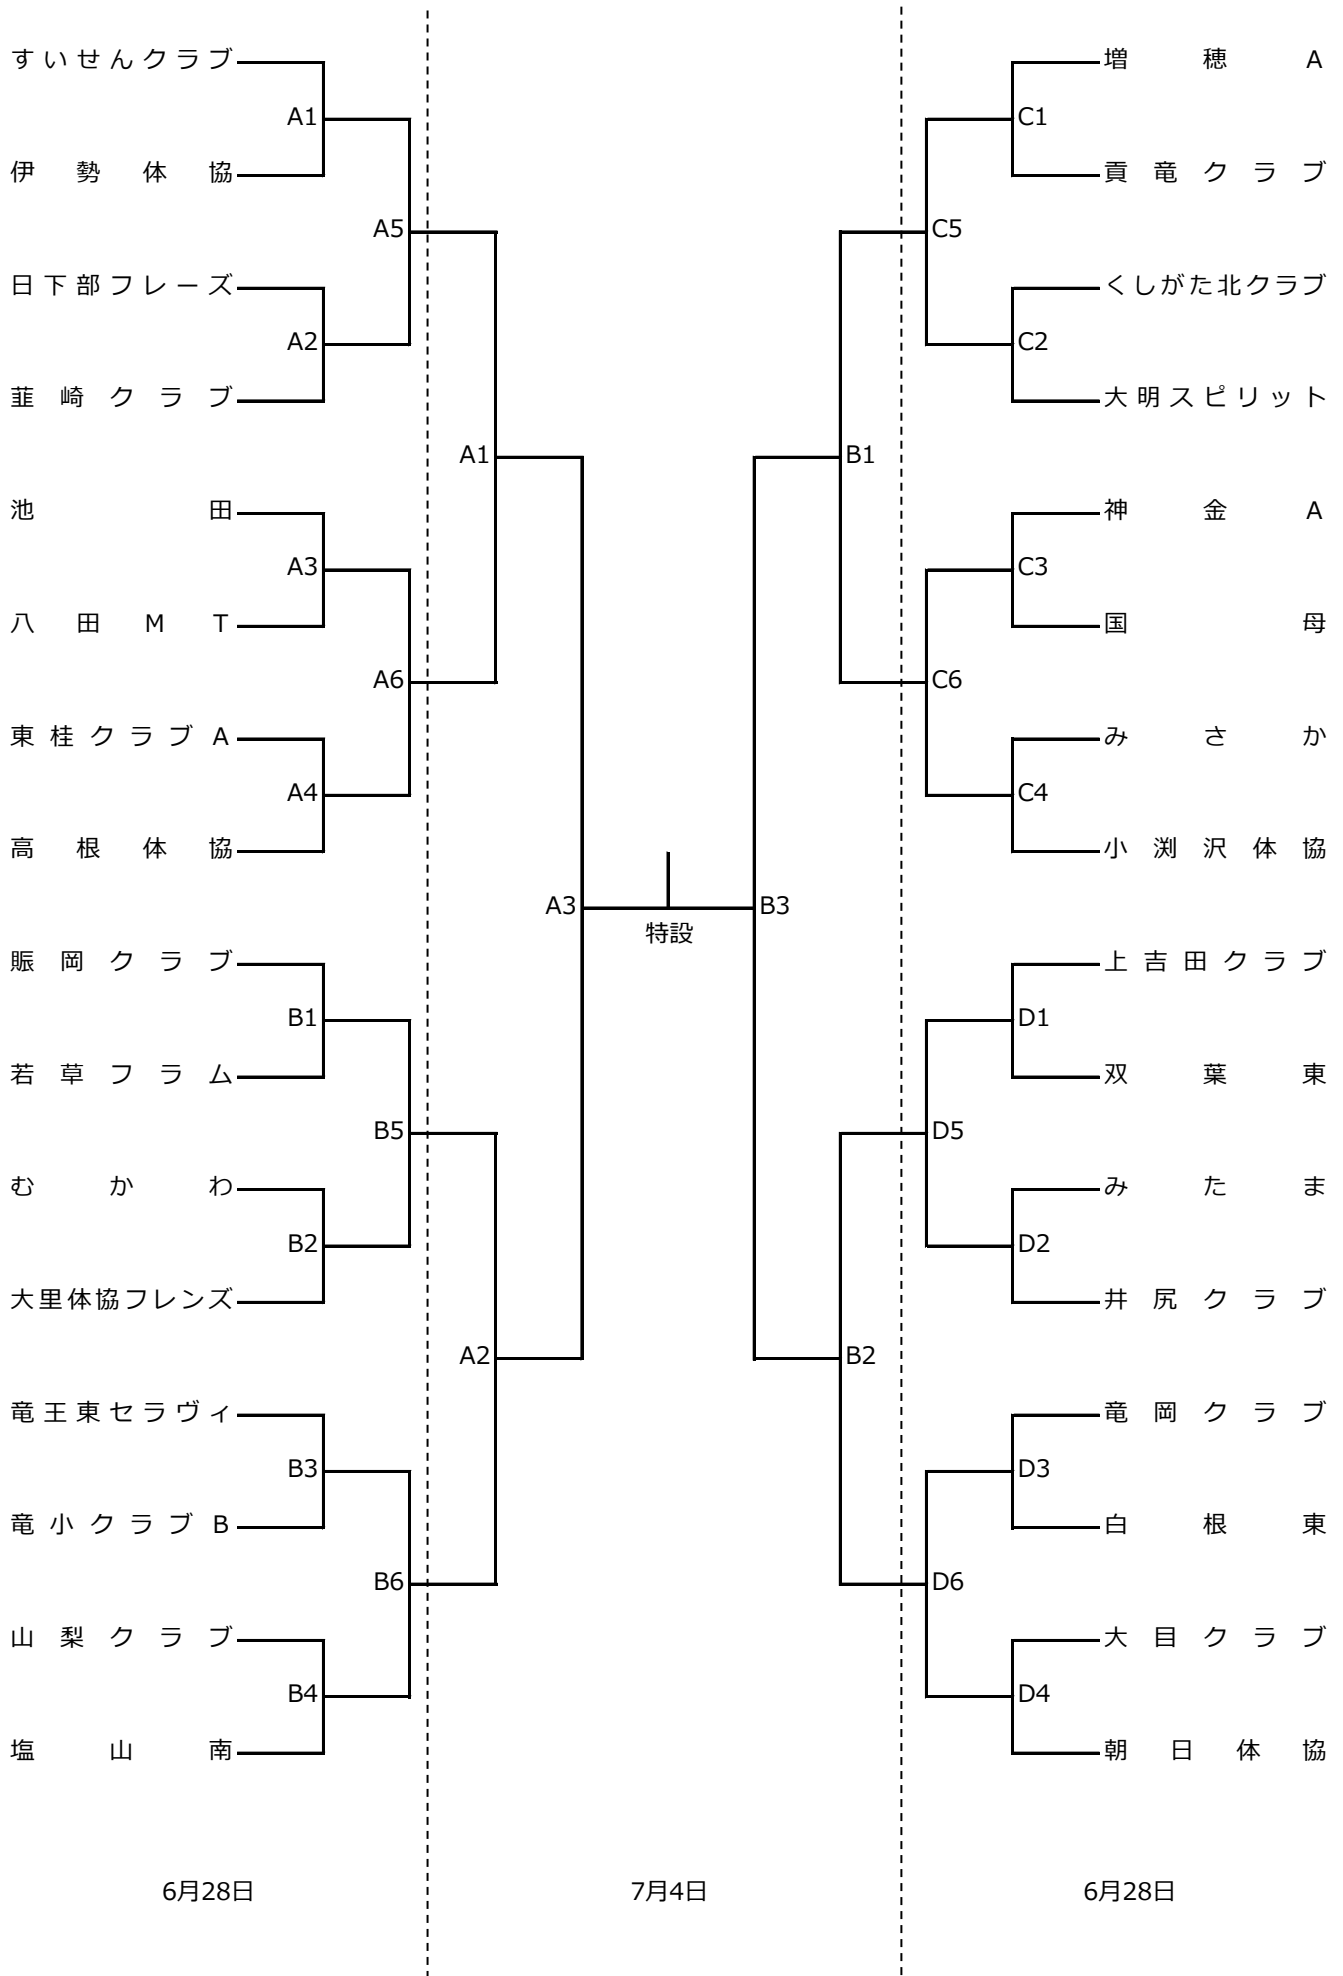 すいせんクラブ 増穂A
A1 C1
伊勢体協 貢竜クラブ
A5 C5
日下部フレーズ くしがた北クラブ
A2 C2
韮崎クラブ 大明スピリット
A1 B1
池田 神金A
A3 C3
八田MT 国母
A6 C6
東桂クラブA みさか
A4 C4
高根体協 小渕沢体協
A3 B3
特設
賑岡クラブ 上吉田クラブ
B1 D1
若草フラム 双葉東
B5 D5
むかわ みたま
B2 D2
大里体協フレンズ 井尻クラブ
A2 B2
竜王東セラヴィ 竜岡クラブ
B3 D3
竜小クラブB 白根東
B6 D6
山梨クラブ 大目クラブ
B4 D4
塩山南 朝日体協
6月28日 7月4日 6月28日